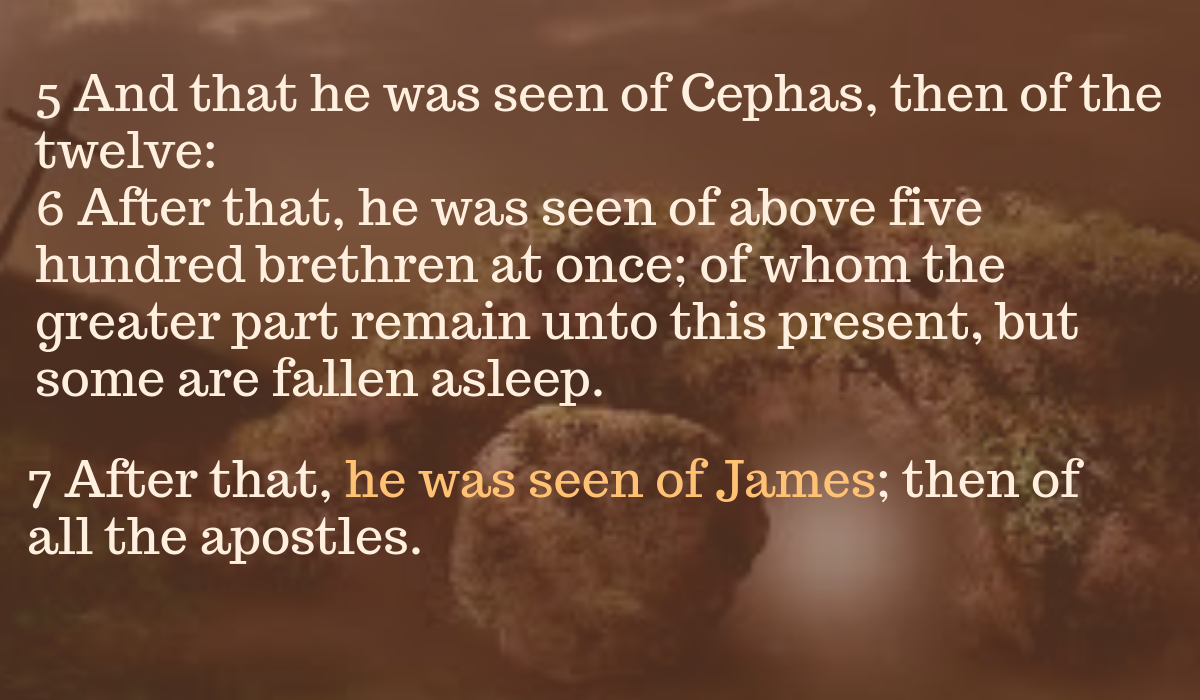 5 And that he was seen of Cephas, then of the
twelve:
6 After that, he was seen of above five
hundred brethren at once; of whom the
greater part remain unto this present, but
some are fallen asleep.
7 After that, he was seen of James; then of
all the apostles.